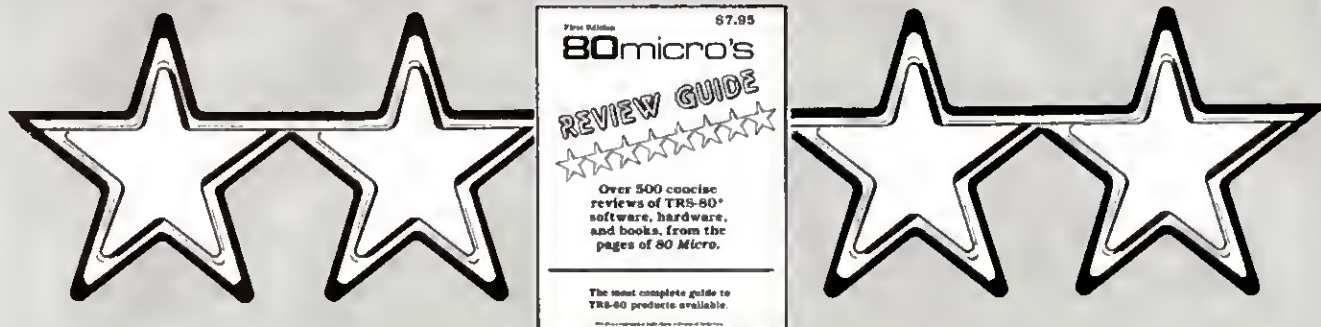 First Edition
$7.95
80micro's
REVIEW GUIDE
Over 500 concise
reviews of TRS-80*
software, hardware,
and books, from the
pages of 80 Micro.
The most complete guide to
TRS-80 products available.